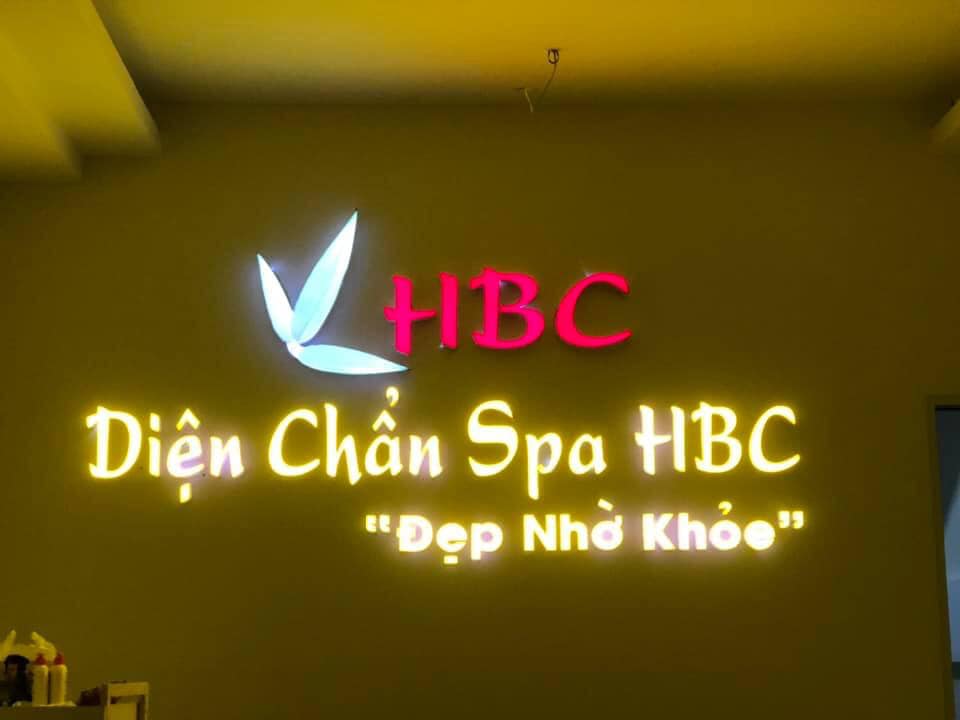 HBC
Diện Chẩn Spa HBC
"Đẹp Nhờ Khỏe"